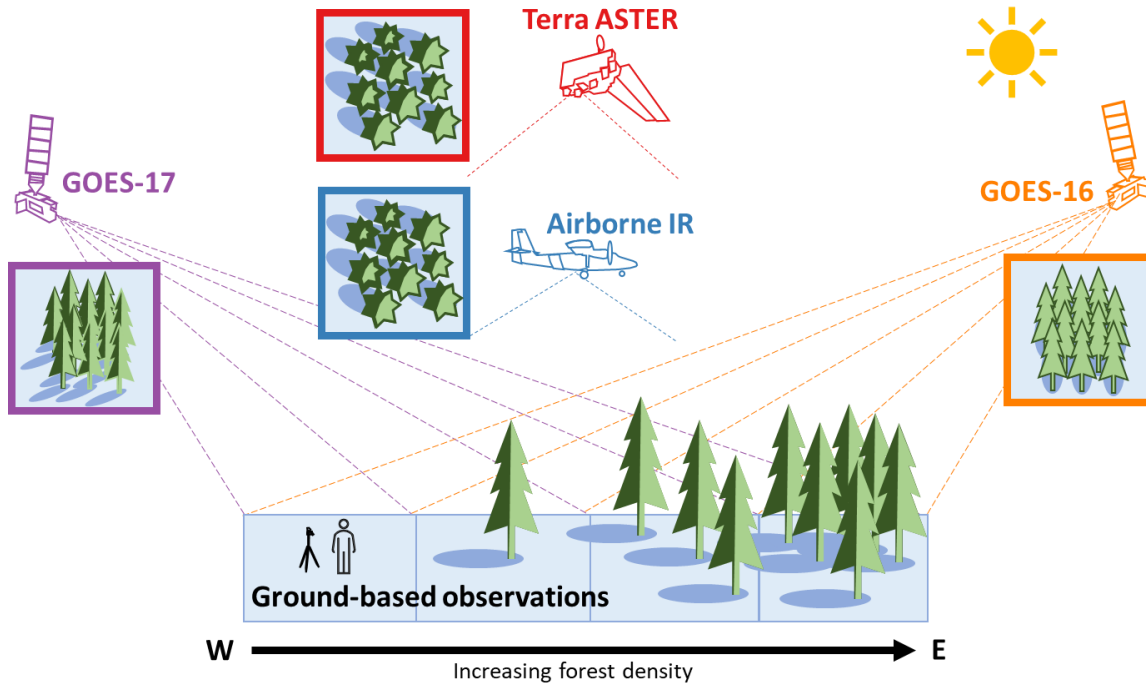 Terra ASTER
GOES-17
GOES-16
Airborne IR
Ground-based observations
W
E
Increasing forest density